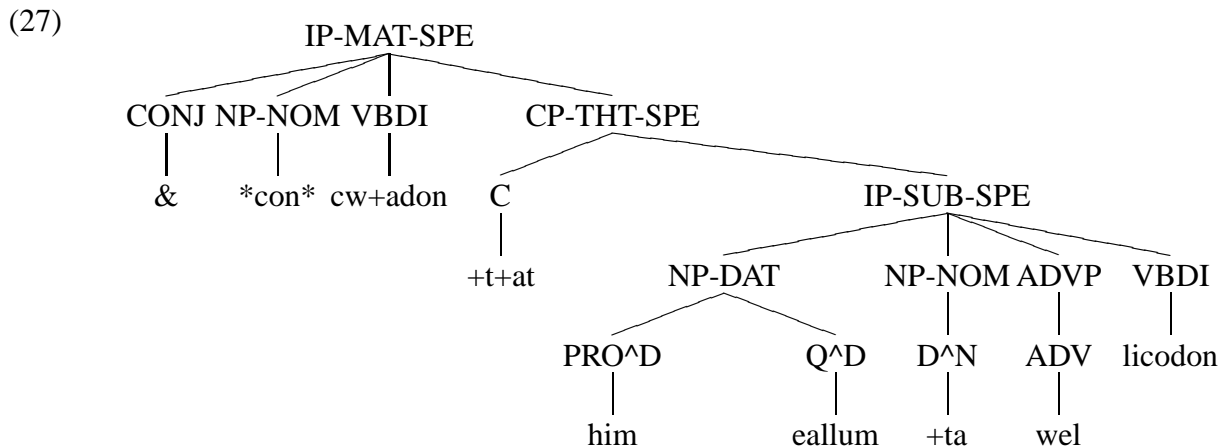 (27)
IP-MAT-SPE
CONJ NP-NOM VBDI CP-THT-SPE
& *con* cw+adon C IP-SUB-SPE
+t+at NP-DAT NP-NOM ADVP VBDI
PRO^D Q^D D^N ADV licodon
him eallum +ta wel